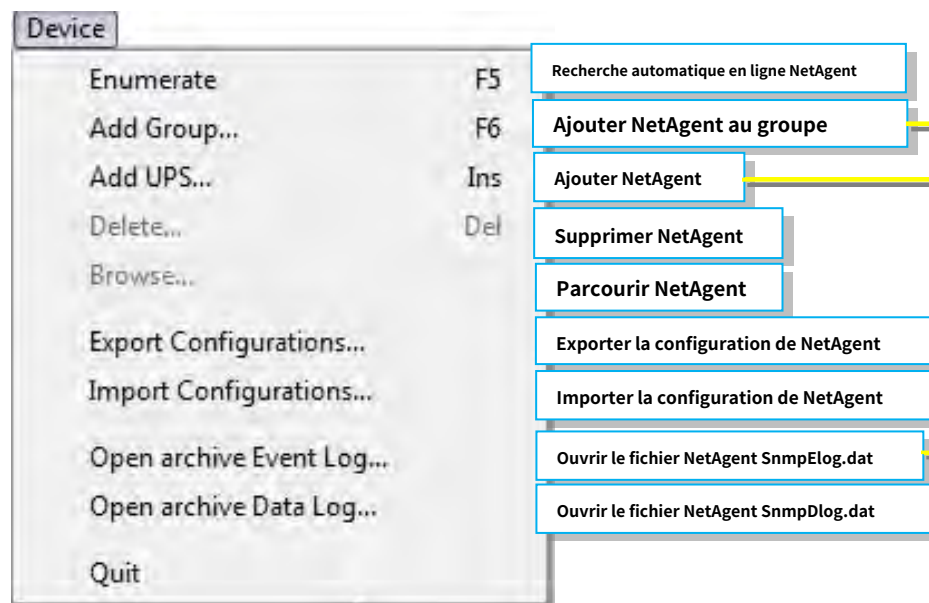 Device
Enumerate F5 Recherche automatique en ligne NetAgent
Add Group... F6 Ajouter NetAgent au groupe
Add UPS... Ins Ajouter NetAgent
Delete... Del Supprimer NetAgent
Browse... Parcourir NetAgent
Export Configurations... Exporter la configuration de NetAgent
Import Configurations... Importer la configuration de NetAgent
Open archive Event Log... Ouvrir le fichier NetAgent SnmpElog.dat
Open archive Data Log... Ouvrir le fichier NetAgent SnmpDlog.dat
Quit